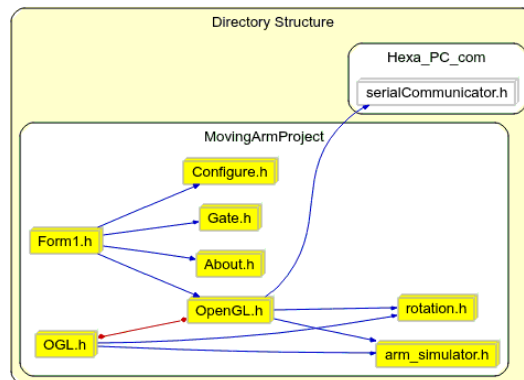 Directory Structure
Hexa_PC_com
serialCommunicator.h
MovingArmProject
Configure.h
Gate.h
Form1.h
About.h
OpenGL.h
rotation.h
OGL.h
arm_simulator.h